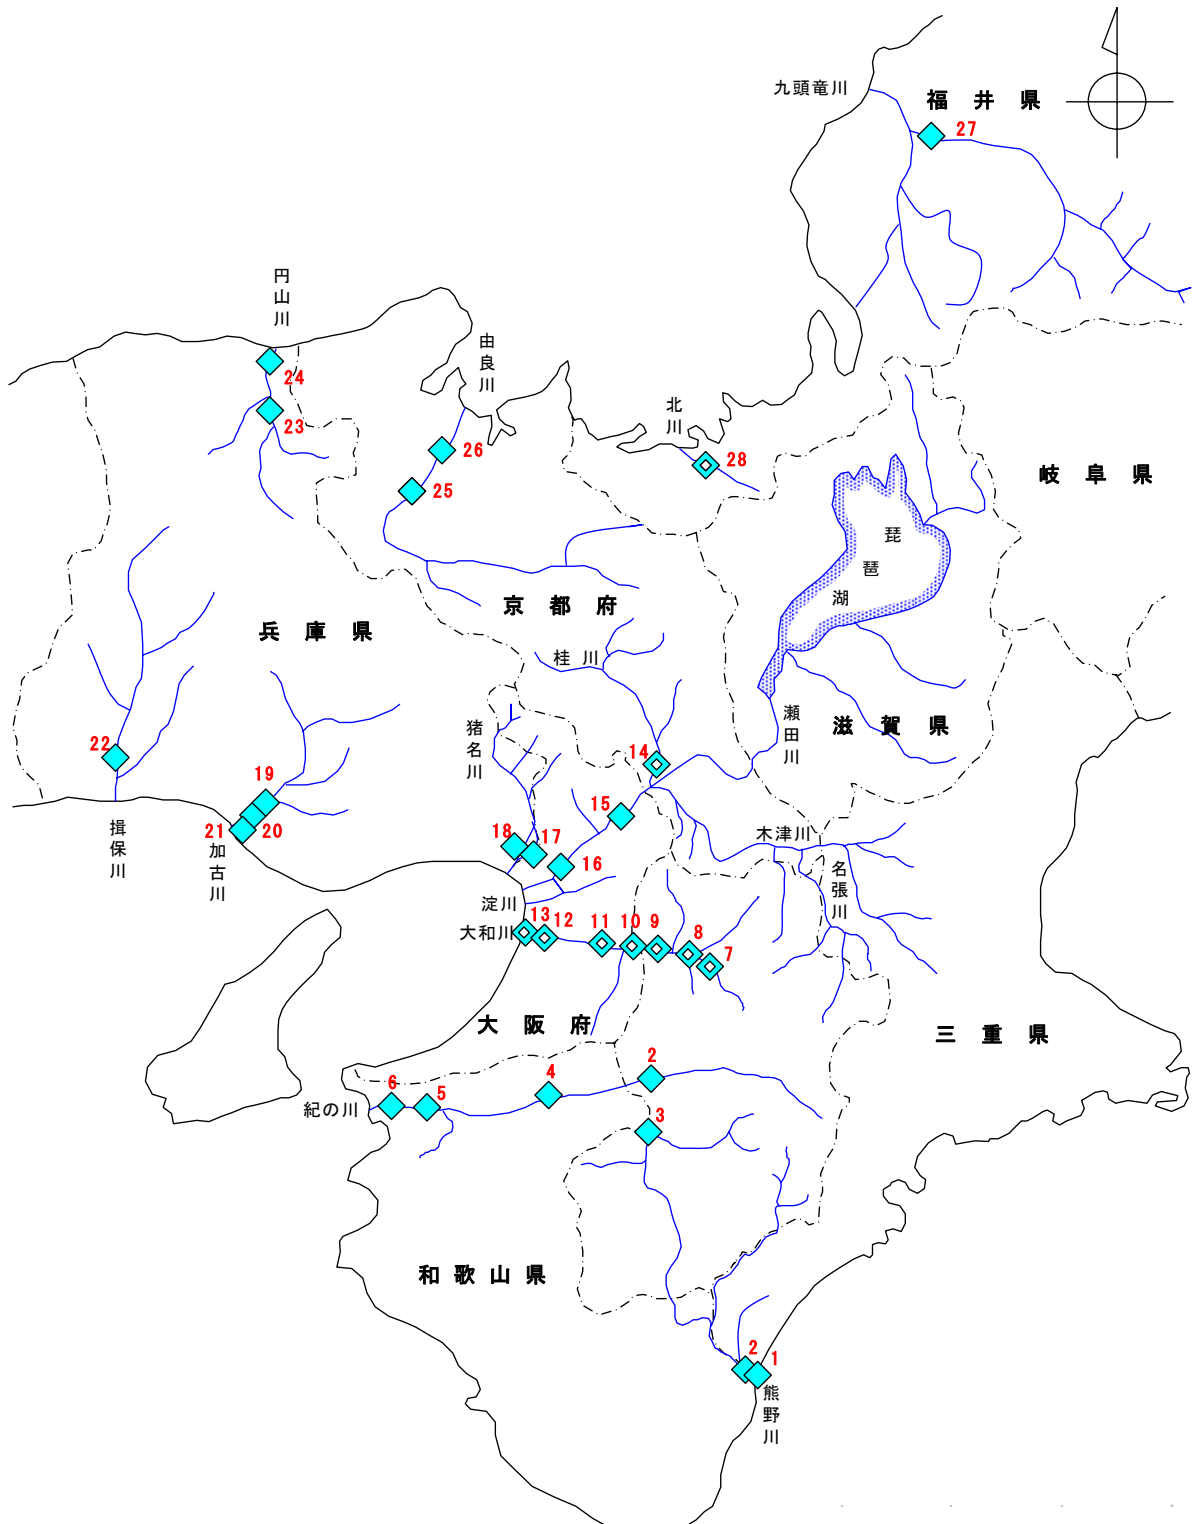 九頭竜川
福井県
27
円山川
由良川
24
北川
23
26
28
25
岐阜県
琵琶湖
京都府
兵庫県
桂川
猪名川
瀬田川
滋賀県
22
14
19
15
揖保川
21
20
加古川
18
17
16
木津川
名張川
淀川
大和川
13
12
11
10
9
8
7
大阪府
三重県
2
4
6
5
紀の川
3
和歌山県
2
1
熊野川